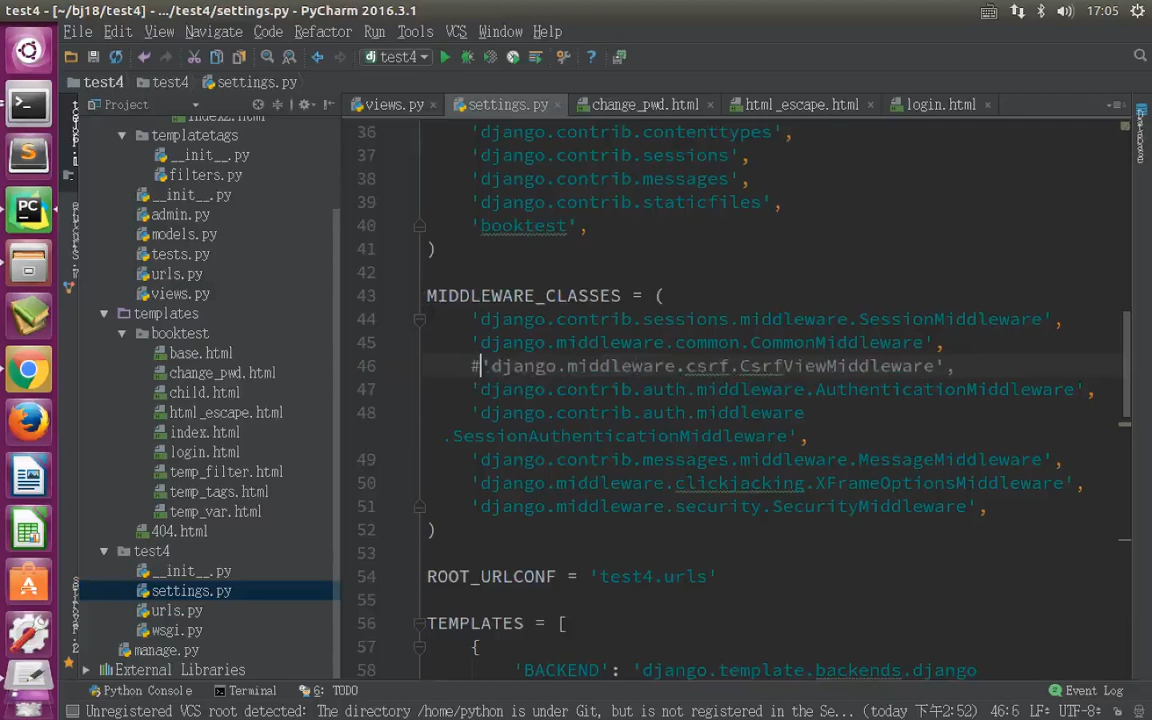 test4 - [~/bj18/test4] - .../test4/settings.py - PyCharm 2016.3.1
17:05
File Edit View Navigate Code Refactor Run Tools VCS Window Help
test4
test4 test4 settings.py
Project
views.py settings.py change_pwd.html html_escape.html login.html
index2.html
templatetags
__init__.py
filters.py
__init__.py
admin.py
models.py
tests.py
urls.py
views.py
templates
booktest
base.html
change_pwd.html
child.html
html_escape.html
index.html
login.html
temp_filter.html
temp_tags.html
temp_var.html
404.html
test4
__init__.py
settings.py
urls.py
wsgi.py
manage.py
External Libraries
36 'django.contrib.contenttypes',
37 'django.contrib.sessions',
38 'django.contrib.messages',
39 'django.contrib.staticfiles',
40 'booktest',
41 )
42
43 MIDDLEWARE_CLASSES = (
44 'django.contrib.sessions.middleware.SessionMiddleware',
45 'django.middleware.common.CommonMiddleware',
46 #'django.middleware.csrf.CsrfViewMiddleware',
47 'django.contrib.auth.middleware.AuthenticationMiddleware',
48 'django.contrib.auth.middleware
.SessionAuthenticationMiddleware',
49 'django.contrib.messages.middleware.MessageMiddleware',
50 'django.middleware.clickjacking.XFrameOptionsMiddleware',
51 'django.middleware.security.SecurityMiddleware',
52 )
53
54 ROOT_URLCONF = 'test4.urls'
55
56 TEMPLATES = [
57 {
58 'BACKEND': 'django.template.backends.django
Python Console Terminal 6: TODO Event Log
Unregistered VCS root detected: The directory /home/python is under Git, but is not registered in the Se... (today 下午2:52) 46:6 LF÷ UTF-8÷